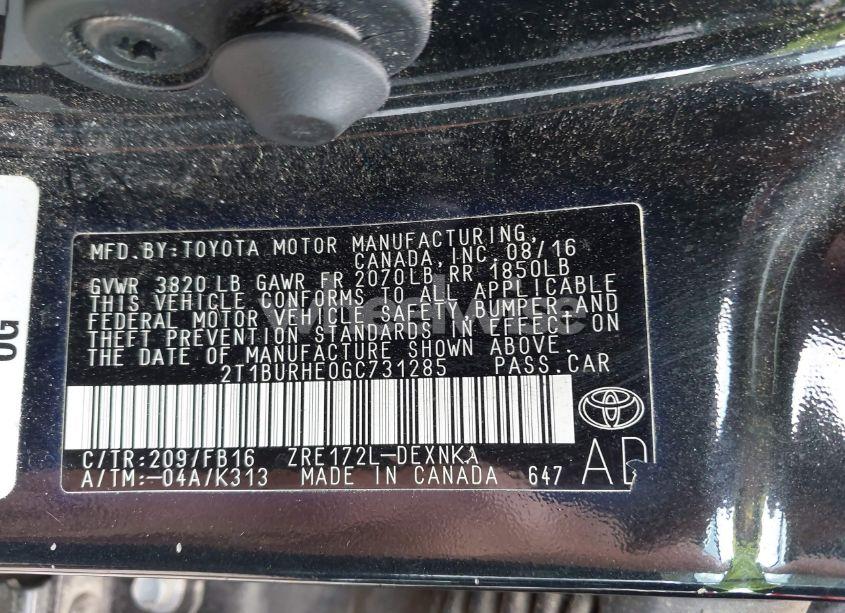 MFD.BY:TOYOTA MOTOR MANUFACTURING,
CANADA,INC. 08/16
GVWR 3820 LB GAWR FR 2070LB RR 1850LB
THIS VEHICLE CONFORMS TO ALL APPLICABLE
FEDERAL MOTOR VEHICLE SAFETY BUMPER,AND
THEFT PREVENTION STANDARDS IN EFFECT ON
THE DATE OF MANUFACTURE SHOWN ABOVE.
2T1BURHE0GC731285 PASS.CAR
C/TR:209/FB16 ZRE172L-DEXNKA
A/TM:-04A/K313 MADE IN CANADA 647
wheelwise
OG